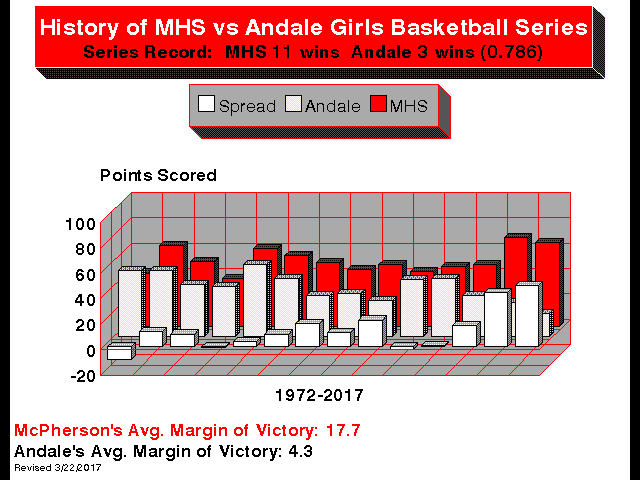 History of MHS vs Andale Girls Basketball Series
Series Record: MHS 11 wins Andale 3 wins (0.786)
Spread Andale MHS
Points Scored
100
80
60
40
20
0
-20
1972-2017
McPherson's Avg. Margin of Victory: 17.7
Andale's Avg. Margin of Victory: 4.3
Revised 3/22/2017